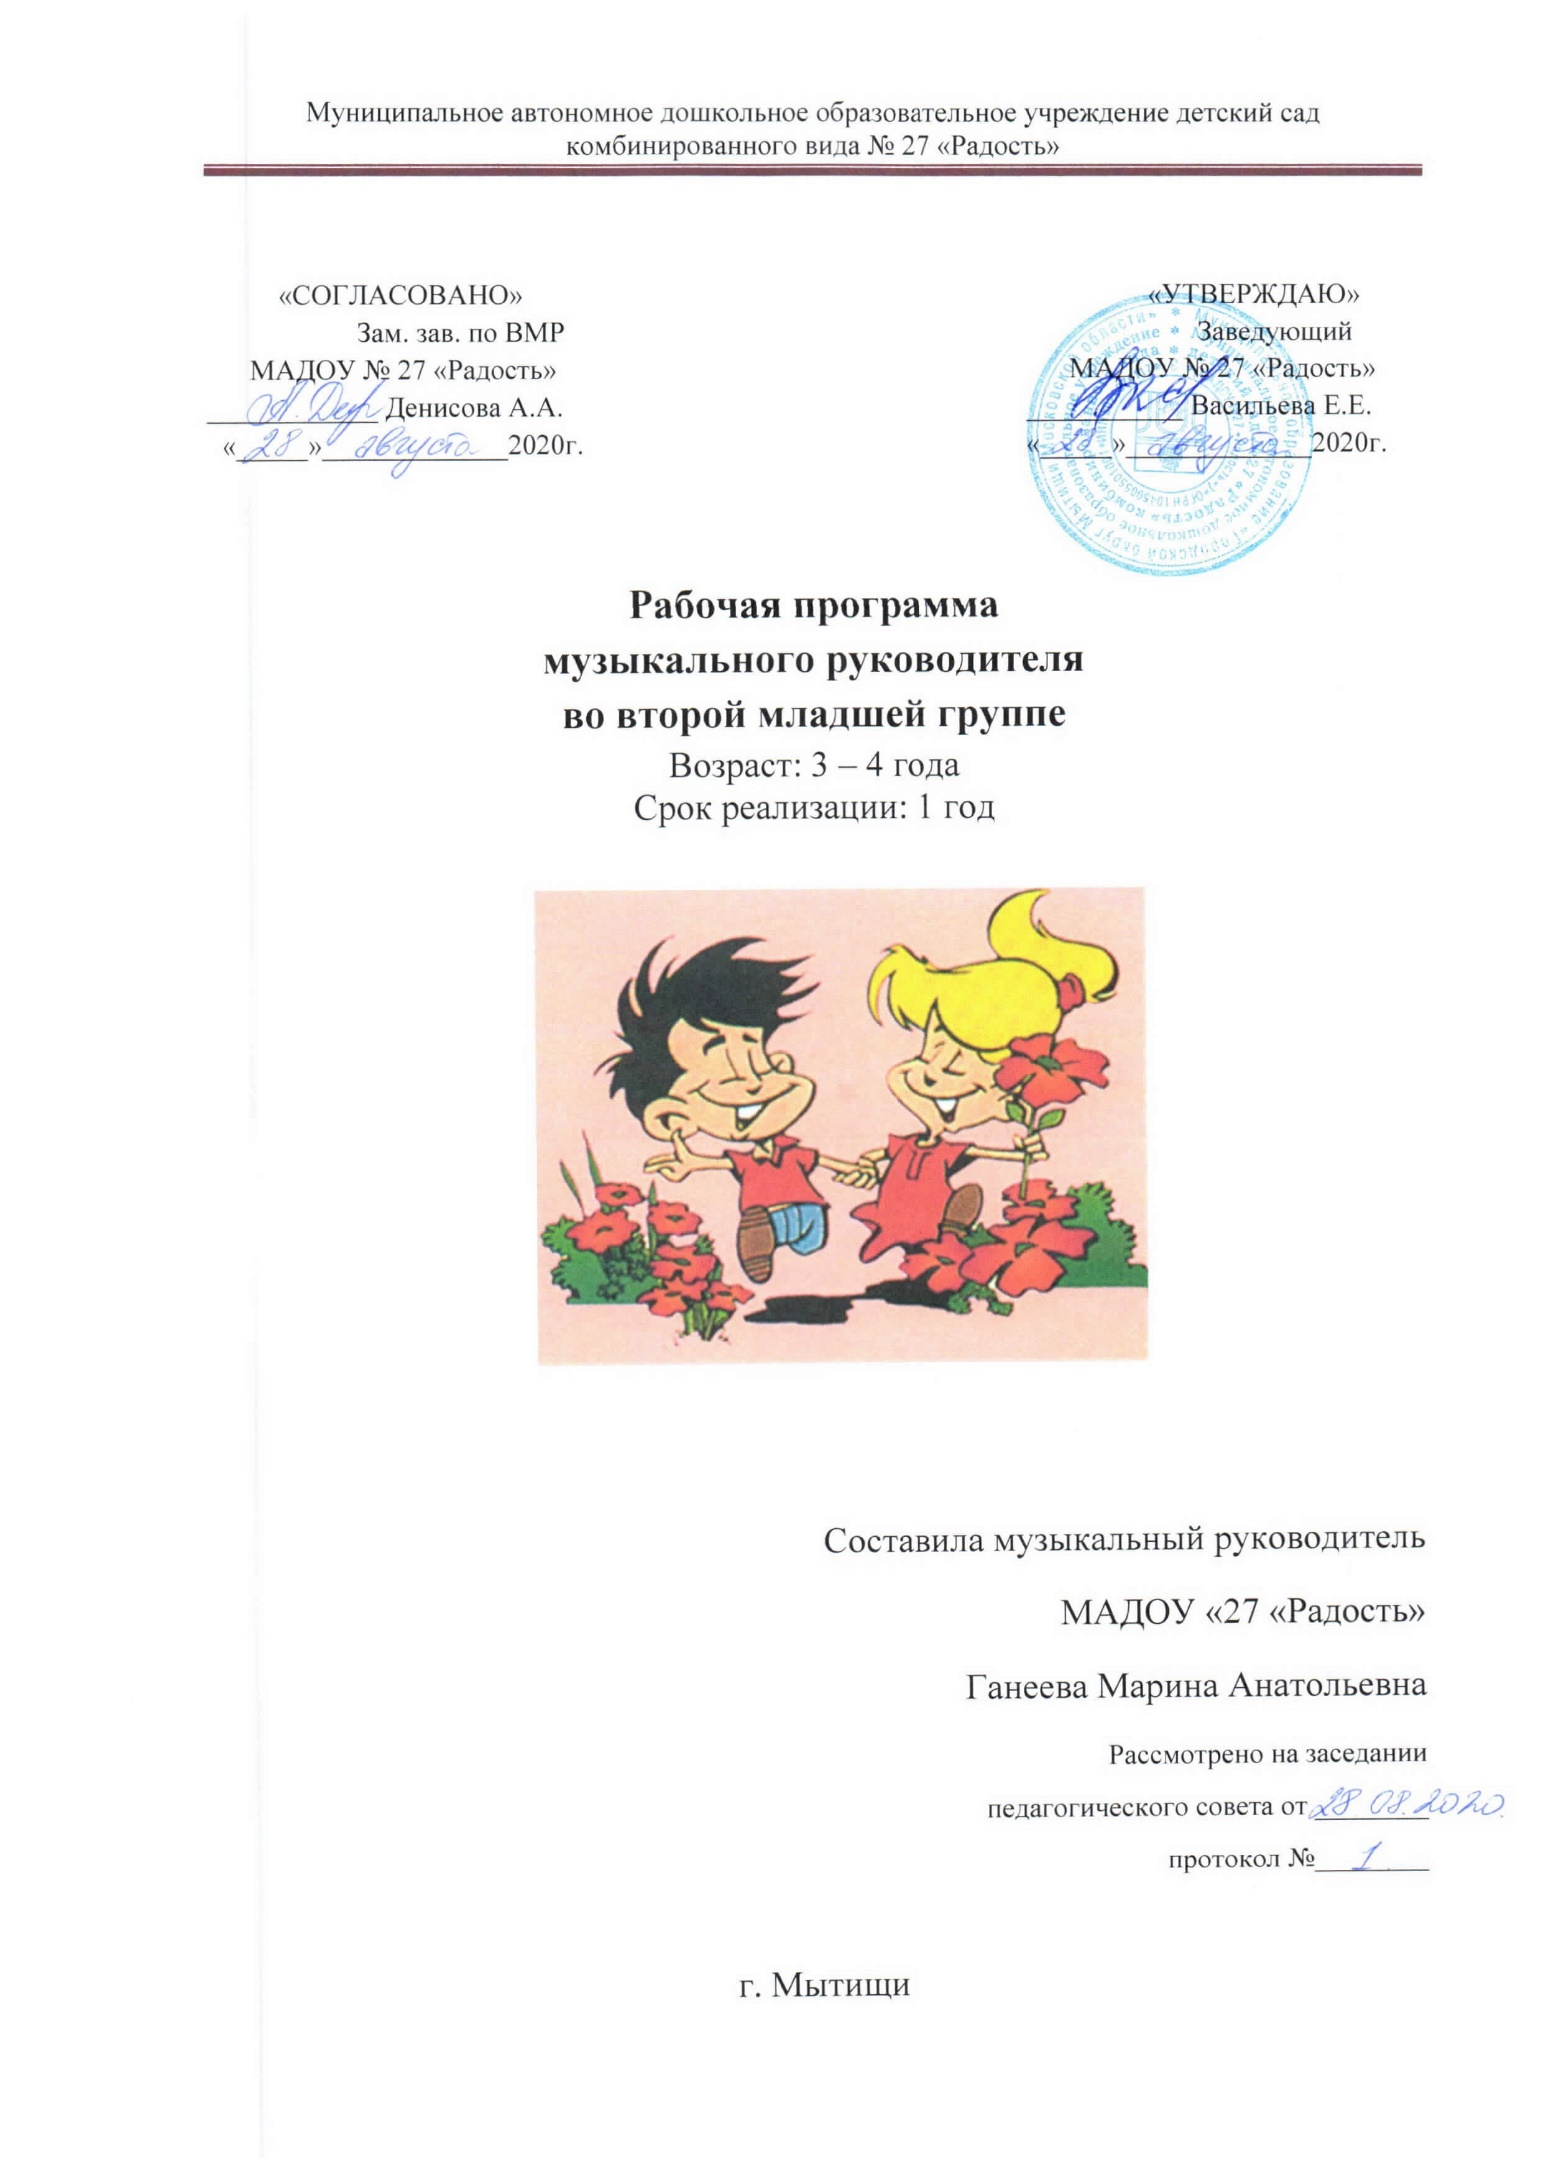 Муниципальное автономное дошкольное образовательное учреждение детский сад
комбинированного вида № 27 «Радость»
«СОГЛАСОВАНО»
Зам. зав. по ВМР
МАДОУ № 27 «Радость»
Денисова А.А.
«28» августа 2020г.
«УТВЕРЖДАЮ»
Заведующий
МАДОУ № 27 «Радость»
Васильева Е.Е.
«28» августа 2020г.
Рабочая программа
музыкального руководителя
во второй младшей группе
Возраст: 3 – 4 года
Срок реализации: 1 год
Составила музыкальный руководитель
МАДОУ «27 «Радость»
Ганеева Марина Анатольевна
Рассмотрено на заседании
педагогического совета от 28 08.2020.
протокол № 1
г. Мытищи